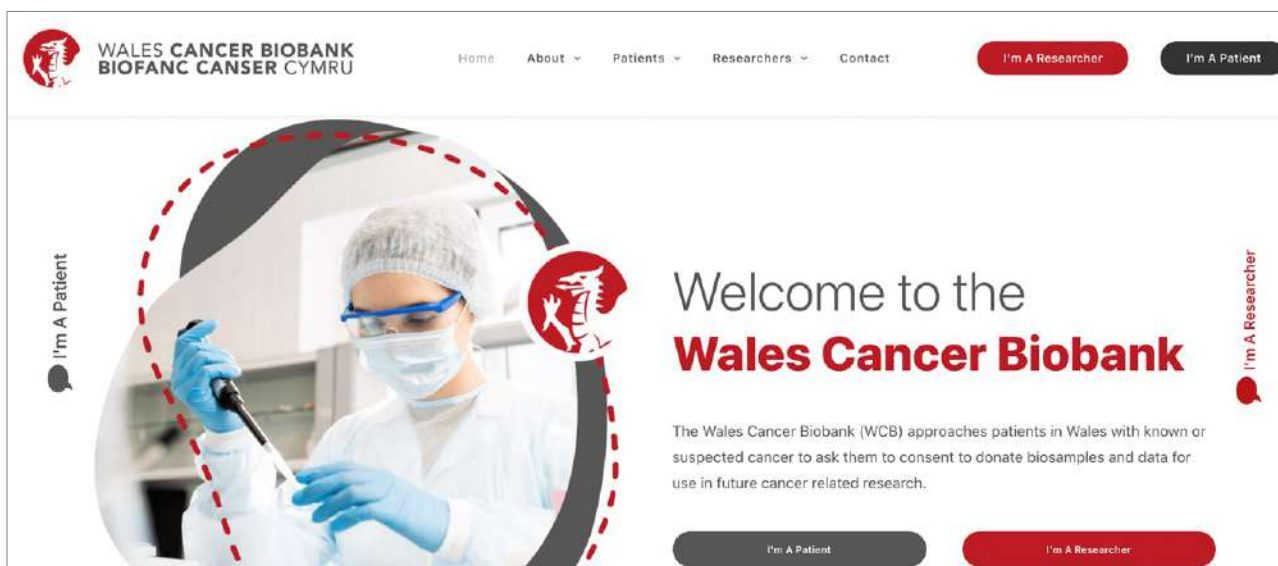 WALES CANCER BIOBANK
BIOFANC CANSER CYMRU
Home
About
Patients
Researchers
Contact
I'm A Researcher
I'm A Patient
I'm A Patient
Welcome to the
Wales Cancer Biobank
I'm A Researcher
The Wales Cancer Biobank (WCB) approaches patients in Wales with known or
suspected cancer to ask them to consent to donate biosamples and data for
use in future cancer related research.
I'm A Patient
I'm A Researcher